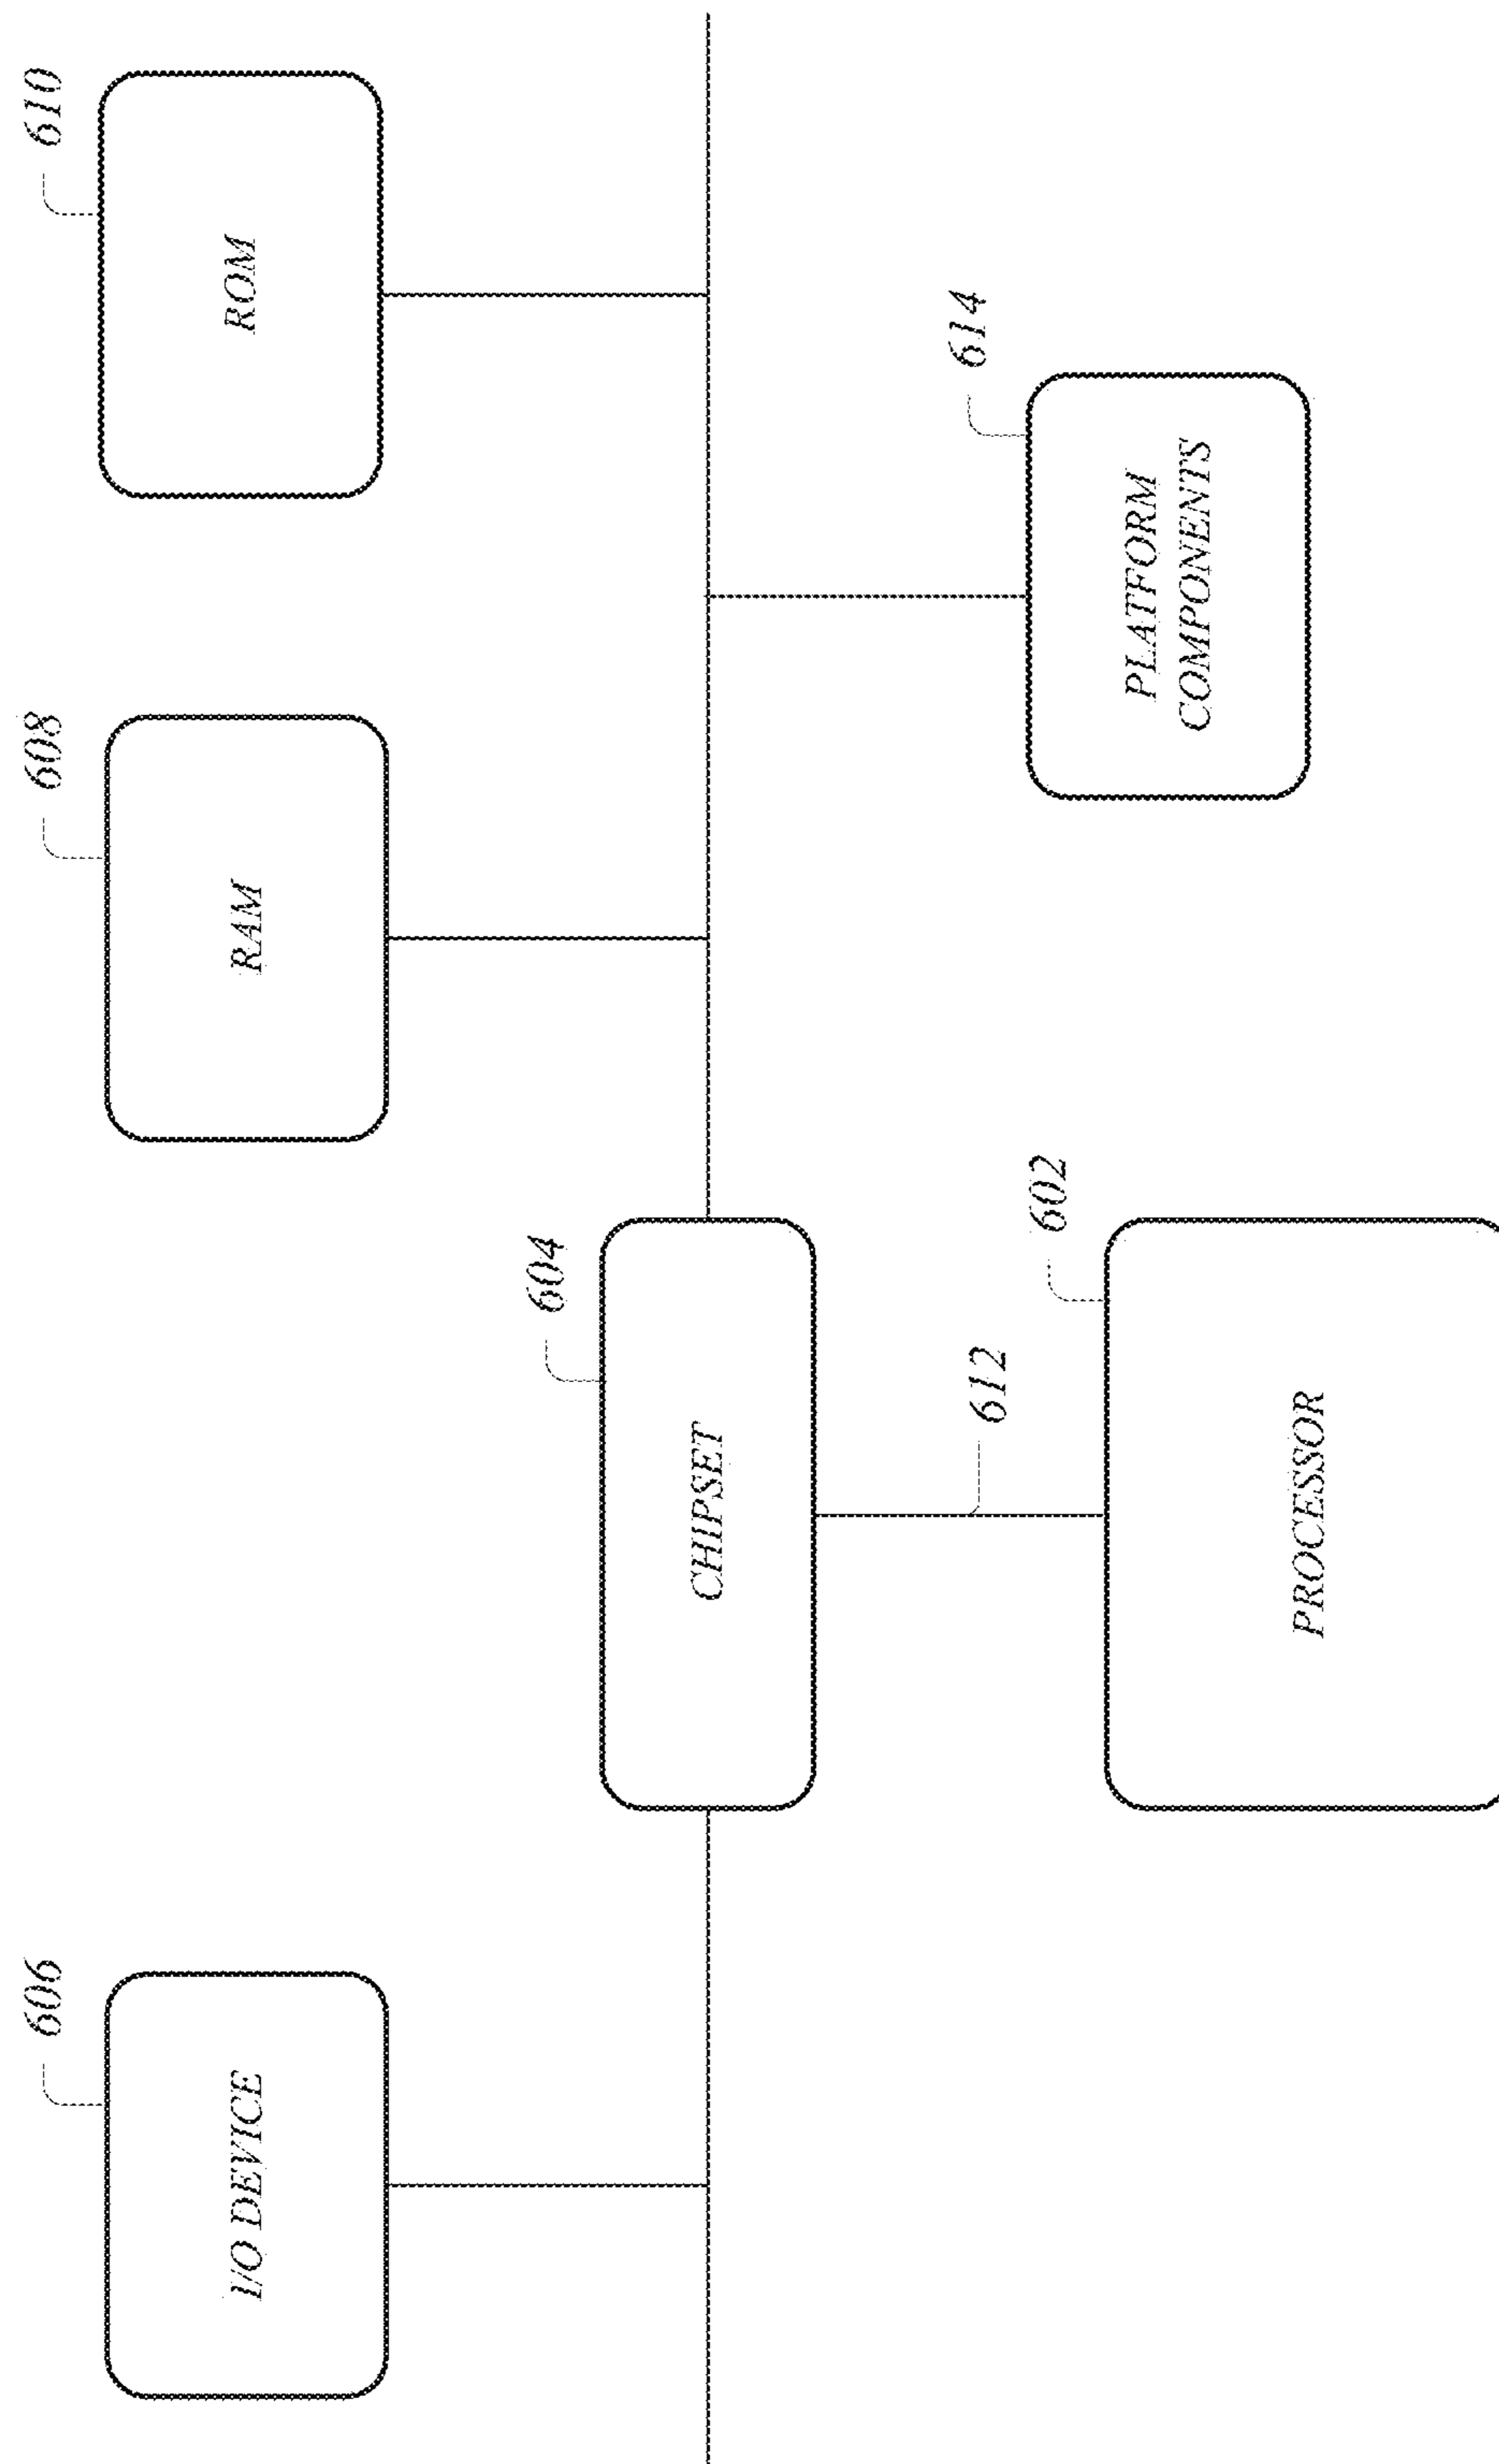 606
608
610
I/O DEVICE
RAM
ROM
604
CHIPSET
612
614
602
PLATFORM
COMPONENTS
PROCESSOR